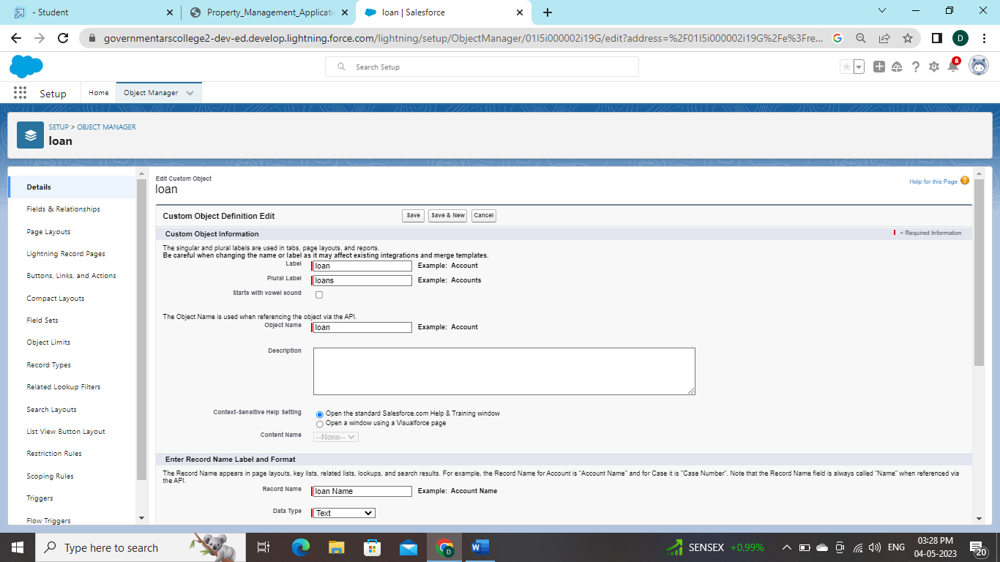 - Student
Property_Management_Applicati
loan | Salesforce
governmentarscollege2-dev-ed.develop.lightning.force.com/lightning/setup/ObjectManager/01I5i000002i19G/edit?address=%2F01I5i000002i19G%2Fe%3Fre...
D
Search Setup
8
Setup
Home
Object Manager
SETUP > OBJECT MANAGER
loan
Details
Fields & Relationships
Page Layouts
Lightning Record Pages
Buttons, Links, and Actions
Compact Layouts
Field Sets
Object Limits
Record Types
Related Lookup Filters
Search Layouts
List View Button Layout
Restriction Rules
Scoping Rules
Triggers
Flow Triggers
Edit Custom Object
loan
Help for this Page
Custom Object Definition Edit
Save
Save & New
Cancel
Custom Object Information
= Required Information
The singular and plural labels are used in tabs, page layouts, and reports.
Be careful when changing the name or label as it may affect existing integrations and merge templates.
Label loan Example: Account
Plural Label loans Example: Accounts
Starts with vowel sound
The Object Name is used when referencing the object via the API.
Object Name loan Example: Account
Description
Context-Sensitive Help Setting Open the standard Salesforce.com Help & Training window
Open a window using a Visualforce page
Content Name --None--
Enter Record Name Label and Format
The Record Name appears in page layouts, key lists, related lists, lookups, and search results. For example, the Record Name for Account is "Account Name" and for Case it is "Case Number". Note that the Record Name field is always called "Name" when referenced via
the API.
Record Name loan Name Example: Account Name
Data Type Text
Type here to search
SENSEX +0.99%
ENG
03:28 PM
04-05-2023
20